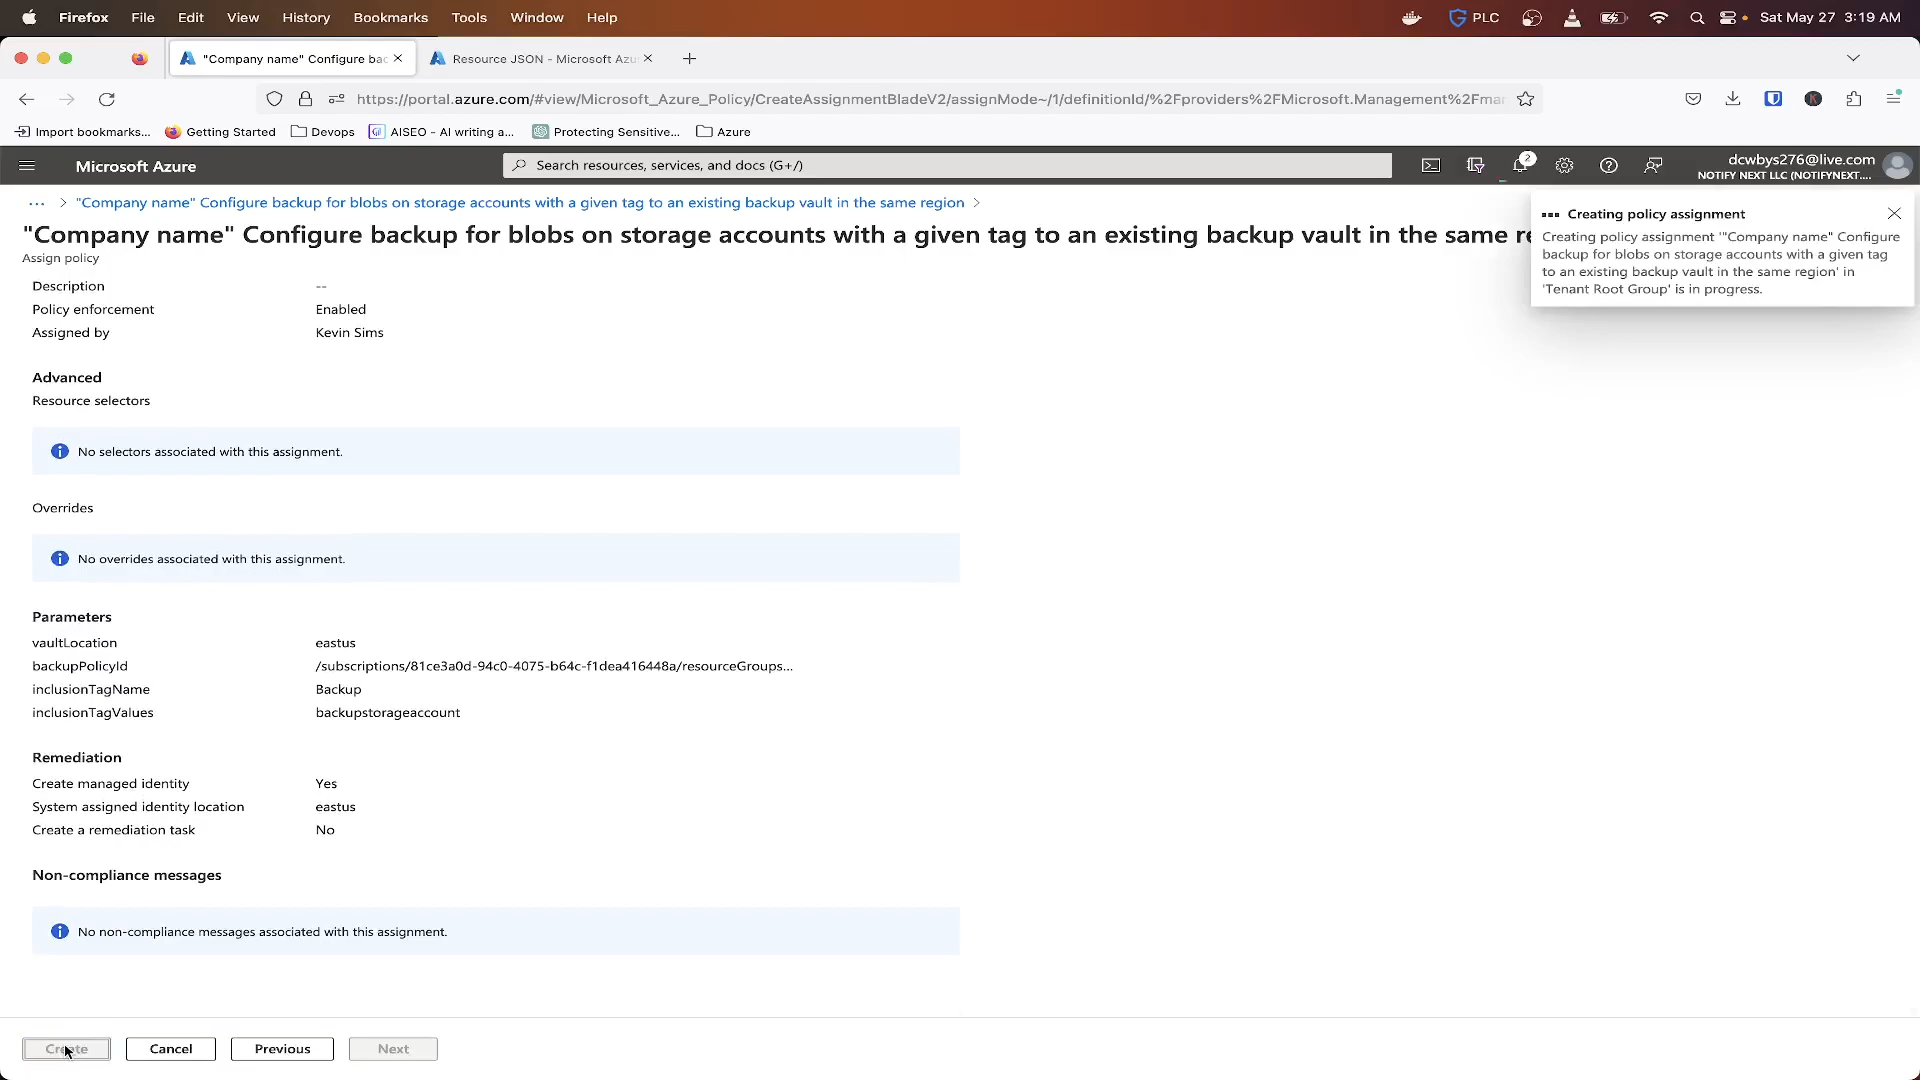 Firefox File Edit View History Bookmarks Tools Window Help PLC Sat May 27 3:19 AM
"Company name" Configure bac Resource JSON - Microsoft Azu
https://portal.azure.com/#view/Microsoft_Azure_Policy/CreateAssignmentBladeV2/assignMode~/1/definitionId/%2Fproviders%2FMicrosoft.Management%2Fmar
Import bookmarks... Getting Started Devops AISEO - AI writing a... Protecting Sensitive... Azure
Microsoft Azure Search resources, services, and docs (G+/) 2 dcwbys276@live.com
NOTIFY NEXT LLC (NOTIFYNEXT....
... > "Company name" Configure backup for blobs on storage accounts with a given tag to an existing backup vault in the same region >
"Company name" Configure backup for blobs on storage accounts with a given tag to an existing backup vault in the same re
Assign policy
Creating policy assignment
Creating policy assignment '"Company name" Configure
backup for blobs on storage accounts with a given tag
to an existing backup vault in the same region' in
'Tenant Root Group' is in progress.
Description --
Policy enforcement Enabled
Assigned by Kevin Sims
Advanced
Resource selectors
No selectors associated with this assignment.
Overrides
No overrides associated with this assignment.
Parameters
vaultLocation eastus
backupPolicyId /subscriptions/81ce3a0d-94c0-4075-b64c-f1dea416448a/resourceGroups...
inclusionTagName Backup
inclusionTagValues backupstorageaccount
Remediation
Create managed identity Yes
System assigned identity location eastus
Create a remediation task No
Non-compliance messages
No non-compliance messages associated with this assignment.
Create Cancel Previous Next